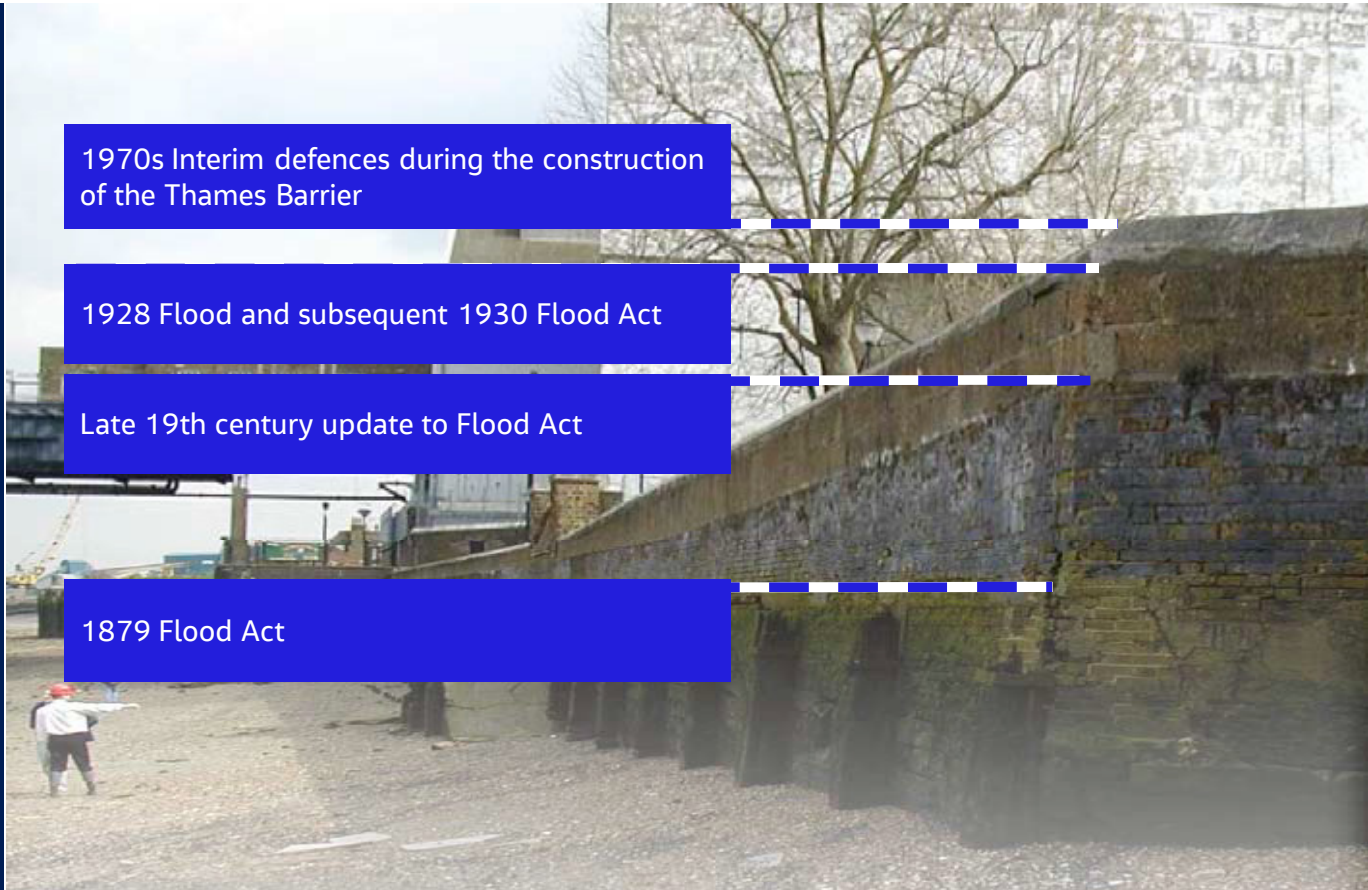 1970s Interim defences during the construction
of the Thames Barrier
1928 Flood and subsequent 1930 Flood Act
Late 19th century update to Flood Act
1879 Flood Act